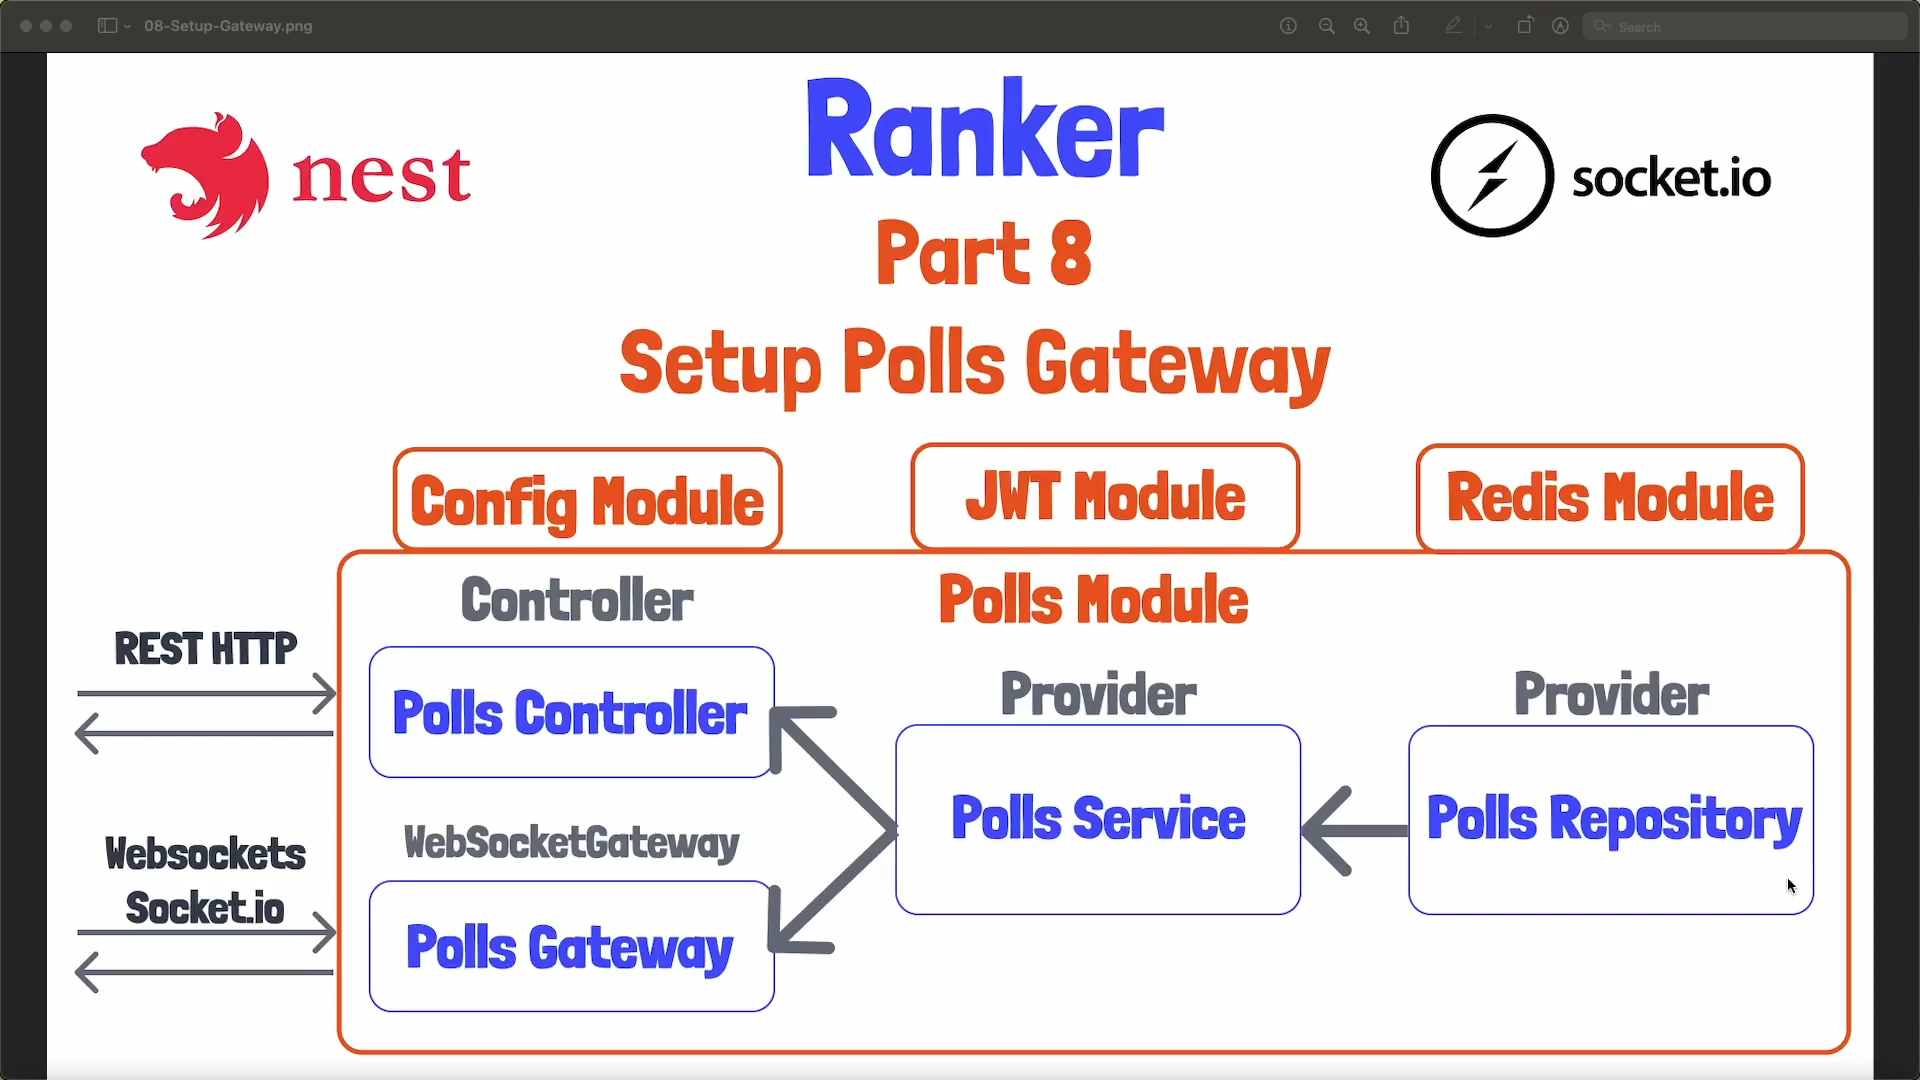 08-Setup-Gateway.png
Search
Ranker
nest
socket.io
Part 8
Setup Polls Gateway
Config Module
JWT Module
Redis Module
Controller
Polls Module
REST HTTP
Provider
Provider
Polls Controller
Polls Service
Polls Repository
WebSocketGateway
Websockets
Socket.io
Polls Gateway